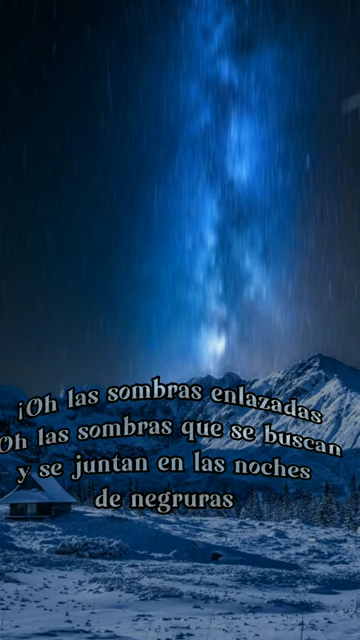 ¡Oh las sombras enlazadas
Oh las sombras que se buscan
y se juntan en las noches
de negruras